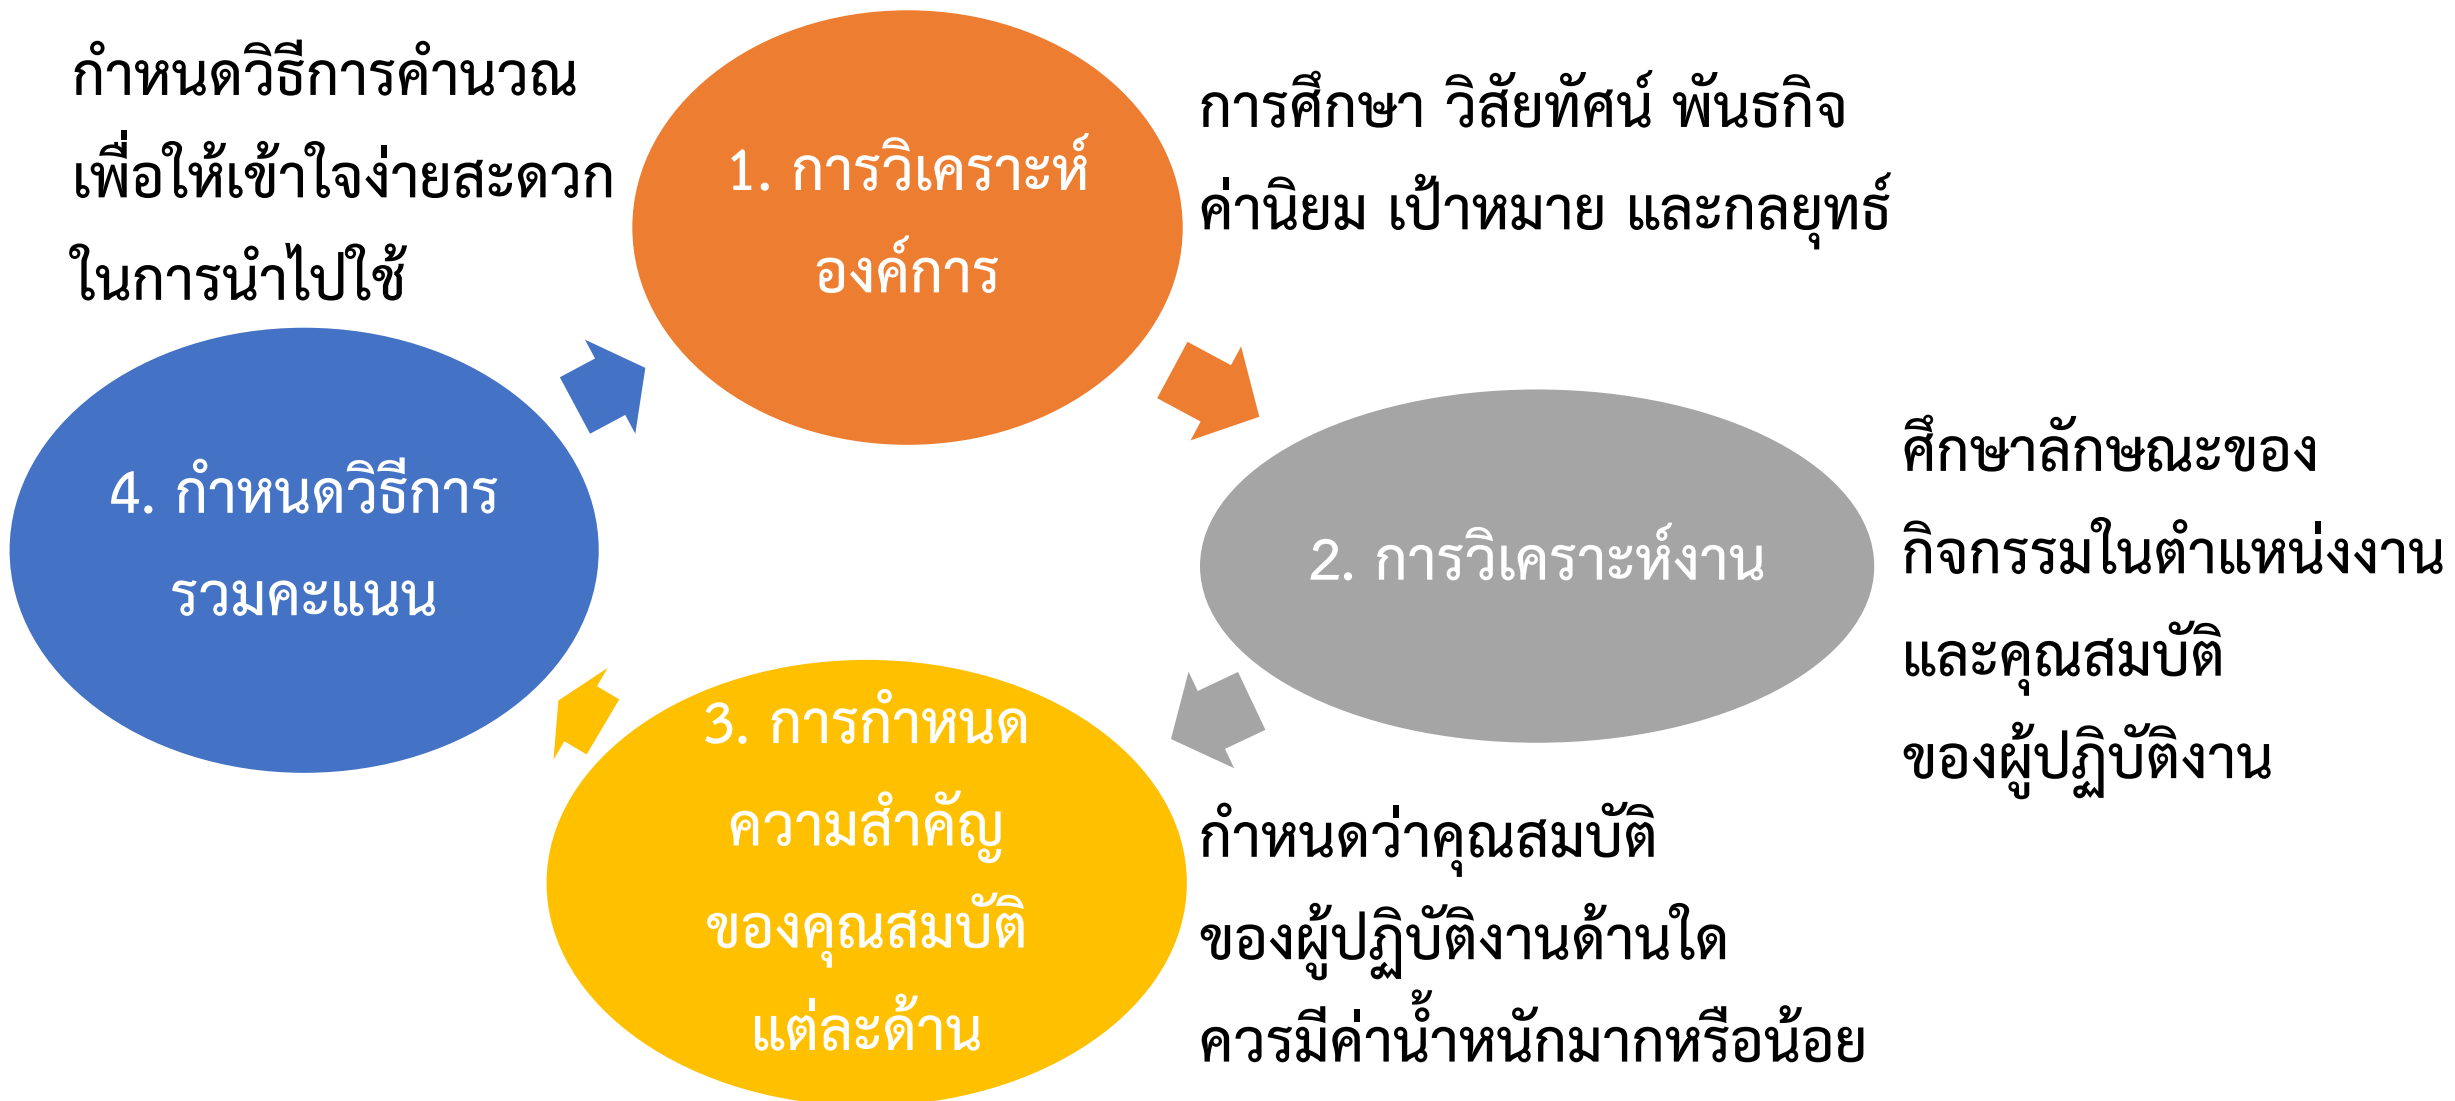 กำหนดวิธีการคำนวณ
เพื่อให้เข้าใจง่ายสะดวก
ในการนำไปใช้
1. การวิเคราะห์
องค์การ
การศึกษา วิสัยทัศน์ พันธกิจ
ค่านิยม เป้าหมาย และกลยุทธ์
2. การวิเคราะห์งาน
ศึกษาลักษณะของ
กิจกรรมในตำแหน่งงาน
และคุณสมบัติ
ของผู้ปฏิบัติงาน
3. การกำหนด
ความสำคัญ
ของคุณสมบัติ
แต่ละด้าน
กำหนดว่าคุณสมบัติ
ของผู้ปฏิบัติงานด้านใด
ควรมีค่าน้ำหนักมากหรือน้อย
4. กำหนดวิธีการ
รวมคะแนน